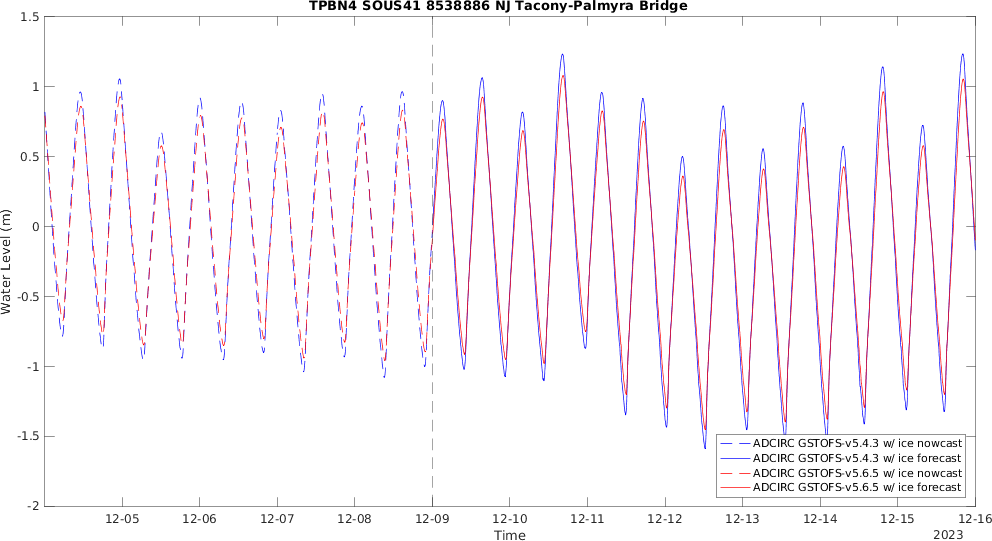 TPBN4 SOUS41 8538886 NJ Tacony-Palmyra Bridge
1.5
1
0.5
0
-0.5
-1
-1.5
-2
Water Level (m)
ADCIRC GSTOFS-v5.4.3 w/ ice nowcast
ADCIRC GSTOFS-v5.4.3 w/ ice forecast
ADCIRC GSTOFS-v5.6.5 w/ ice nowcast
ADCIRC GSTOFS-v5.6.5 w/ ice forecast
12-05 12-06 12-07 12-08 12-09 12-10 12-11 12-12 12-13 12-14 12-15 12-16
Time
2023